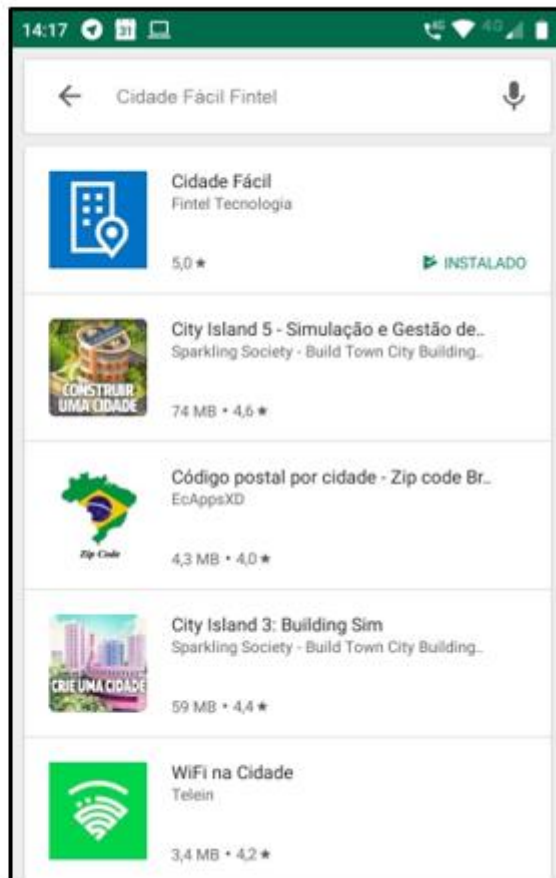 14:17 31 4G 4G
Cidade Fácil Fintel
Cidade Fácil
Fintel Tecnologia
5,0 ★ INSTALADO
City Island 5 - Simulação e Gestão de..
Sparkling Society - Build Town City Building..
CONSTRUIR
UMA CIDADE
74 MB • 4,6 ★
Código postal por cidade - Zip code Br..
EcAppsXD
Zip Code
4,3 MB • 4,0 ★
City Island 3: Building Sim
Sparkling Society - Build Town City Building..
CRIE UMA CIDADE
59 MB • 4,4 ★
WiFi na Cidade
Telein
3,4 MB • 4,2 ★